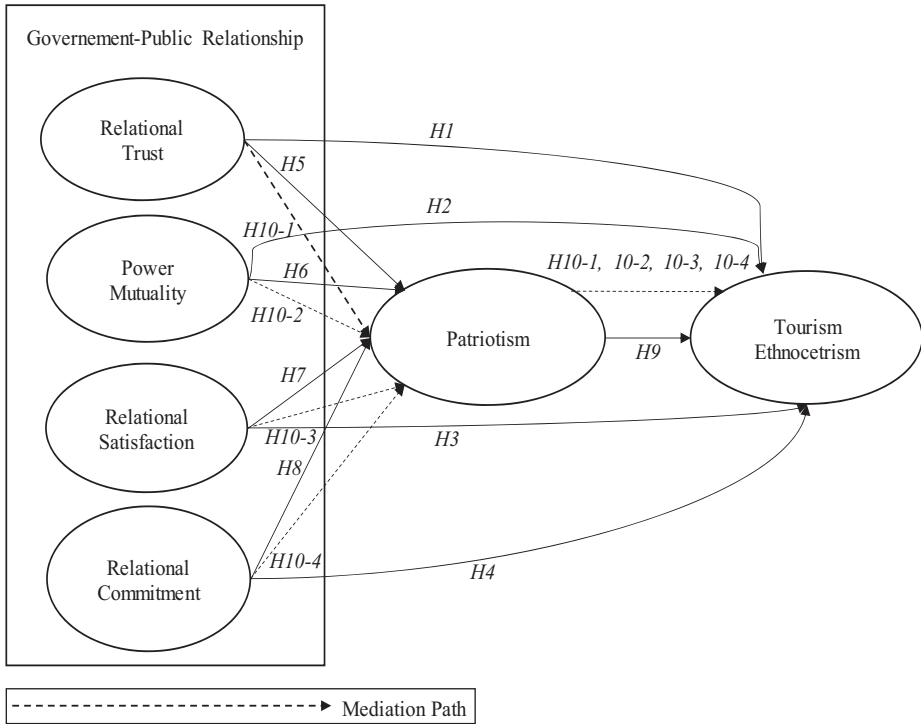 Governement-Public Relationship
Relational
Trust
H1
H5
H2
H10-1
Power
Mutuality
H6
H10-2
H10-1, 10-2, 10-3, 10-4
Patriotism
Tourism
Ethnocetrism
H9
H7
Relational
Satisfaction
H10-3
H3
H8
Relational
Commitment
H10-4
H4
Mediation Path